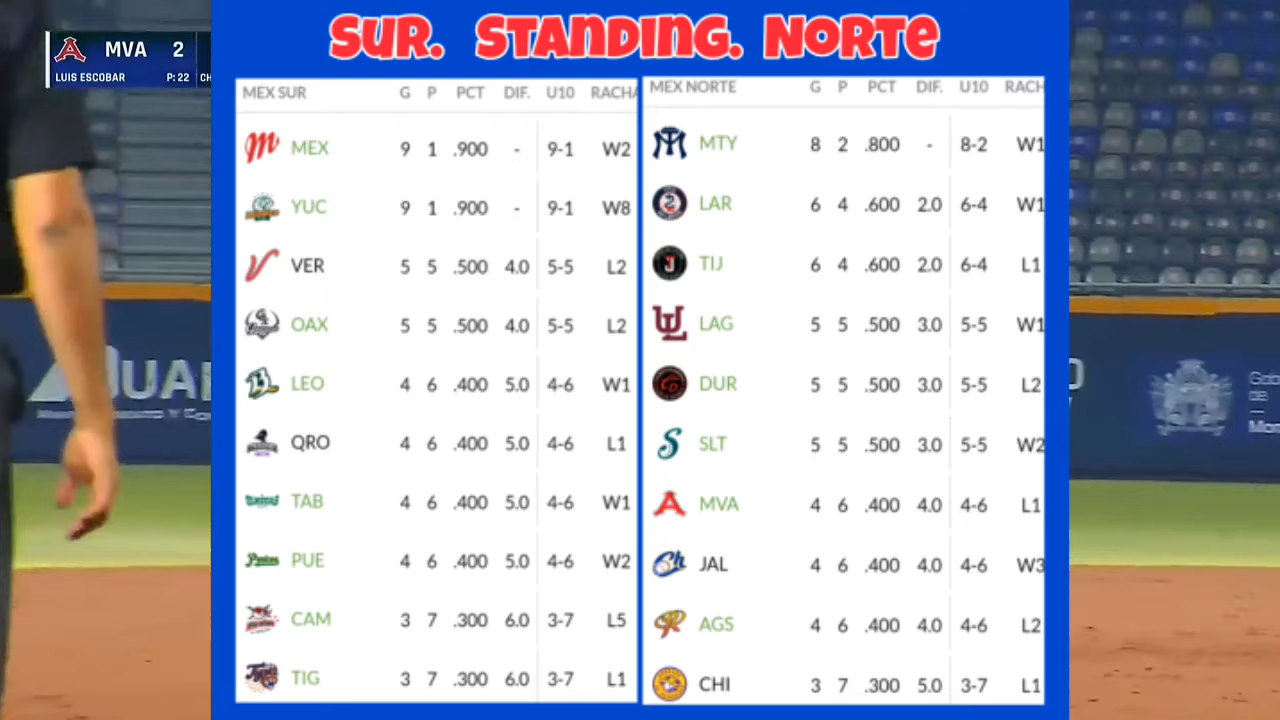 SUR. STANDING. NORTE
MVA 2
LUIS ESCOBAR P: 22 CH
MEX SUR G P PCT DIF. U10 RACHA
MEX 9 1 .900 - 9-1 W2
YUC 9 1 .900 - 9-1 W8
VER 5 5 .500 4.0 5-5 L2
OAX 5 5 .500 4.0 5-5 L2
LEO 4 6 .400 5.0 4-6 W1
QRO 4 6 .400 5.0 4-6 L1
TAB 4 6 .400 5.0 4-6 W1
PUE 4 6 .400 5.0 4-6 W2
CAM 3 7 .300 6.0 3-7 L5
TIG 3 7 .300 6.0 3-7 L1
MEX NORTE G P PCT DIF. U10 RACH
MTY 8 2 .800 - 8-2 W1
LAR 6 4 .600 2.0 6-4 W1
TIJ 6 4 .600 2.0 6-4 L1
LAG 5 5 .500 3.0 5-5 W1
DUR 5 5 .500 3.0 5-5 L2
SLT 5 5 .500 3.0 5-5 W2
MVA 4 6 .400 4.0 4-6 L1
JAL 4 6 .400 4.0 4-6 W3
AGS 4 6 .400 4.0 4-6 L2
CHI 3 7 .300 5.0 3-7 L1
JUAR